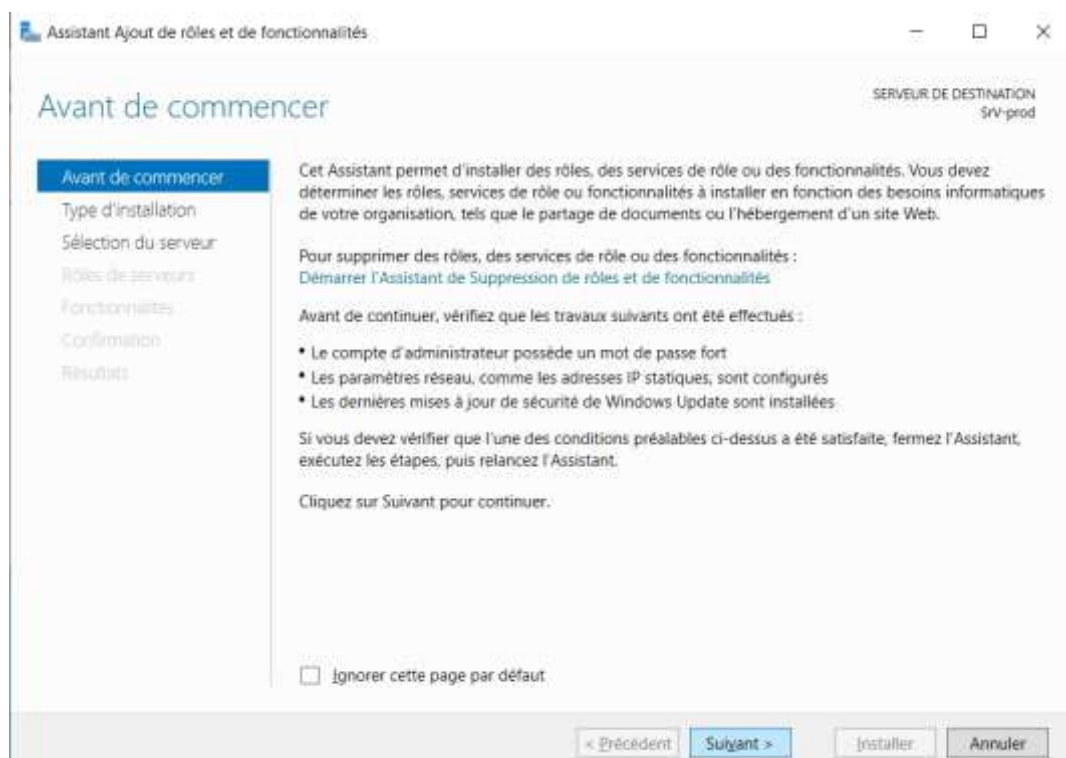 Assistant Ajout de rôles et de fonctionnalités
Avant de commencer
SERVEUR DE DESTINATION
SrV-prod
Avant de commencer
Type d'installation
Sélection du serveur
Rôles de serveurs
Fonctionnalités
Confirmation
Résultats
Cet Assistant permet d'installer des rôles, des services de rôle ou des fonctionnalités. Vous devez
déterminer les rôles, services de rôle ou fonctionnalités à installer en fonction des besoins informatiques
de votre organisation, tels que le partage de documents ou l'hébergement d'un site Web.
Pour supprimer des rôles, des services de rôle ou des fonctionnalités :
Démarrer l'Assistant de Suppression de rôles et de fonctionnalités
Avant de continuer, vérifiez que les travaux suivants ont été effectués :
• Le compte d'administrateur possède un mot de passe fort
• Les paramètres réseau, comme les adresses IP statiques, sont configurés
• Les dernières mises à jour de sécurité de Windows Update sont installées
Si vous devez vérifier que l'une des conditions préalables ci-dessus a été satisfaite, fermez l'Assistant,
exécutez les étapes, puis relancez l'Assistant.
Cliquez sur Suivant pour continuer.
Ignorer cette page par défaut
< Précédent
Suivant >
Installer
Annuler